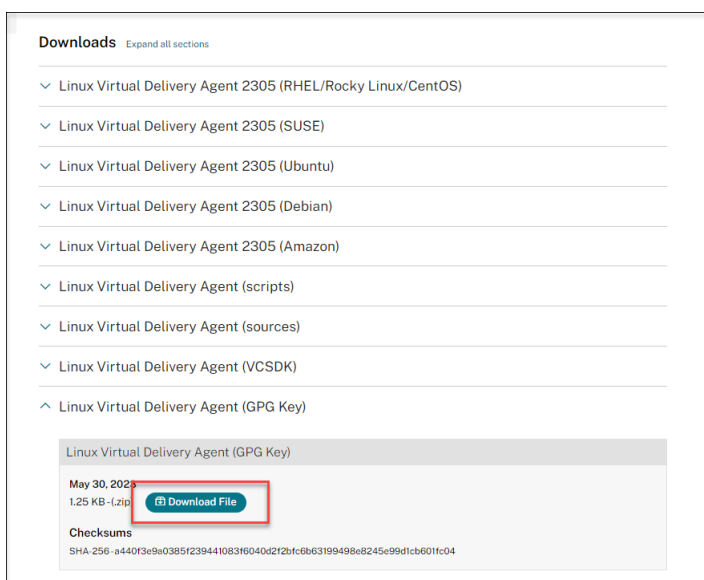 Downloads Expand all sections
Linux Virtual Delivery Agent 2305 (RHEL/Rocky Linux/CentOS)
Linux Virtual Delivery Agent 2305 (SUSE)
Linux Virtual Delivery Agent 2305 (Ubuntu)
Linux Virtual Delivery Agent 2305 (Debian)
Linux Virtual Delivery Agent 2305 (Amazon)
Linux Virtual Delivery Agent (scripts)
Linux Virtual Delivery Agent (sources)
Linux Virtual Delivery Agent (VCSDK)
Linux Virtual Delivery Agent (GPG Key)
Linux Virtual Delivery Agent (GPG Key)
May 30, 2023
1.25 KB - (.zip) Download File
Checksums
SHA-256 - a440f3e9a0385f239441083f6040d2f2bfc6b63199498e8245e99d1cb601fc04